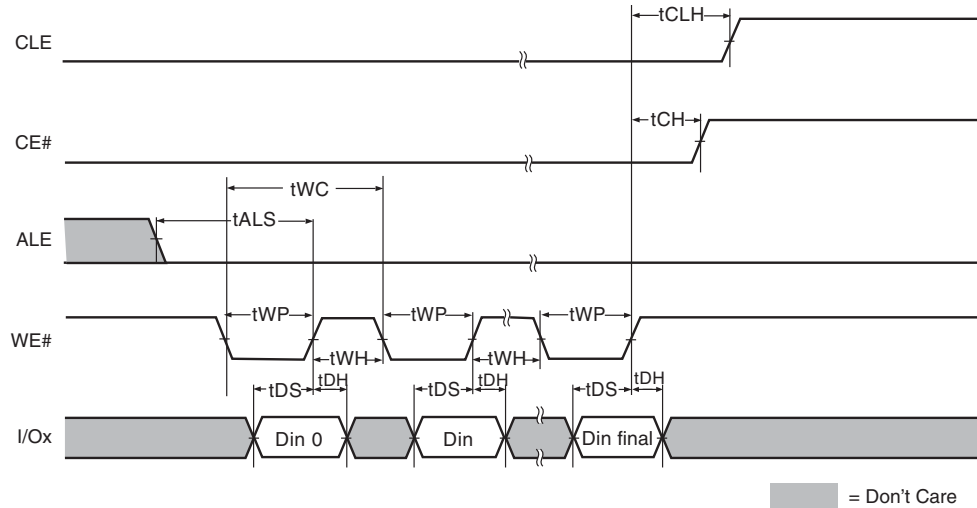 tCLH
CLE
tCH
CE#
tWC
tALS
ALE
tWP tWP tWP
WE#
tWH tWH
tDS tDH tDS tDH tDS tDH
I/Ox Din 0 Din Din final
= Don't Care